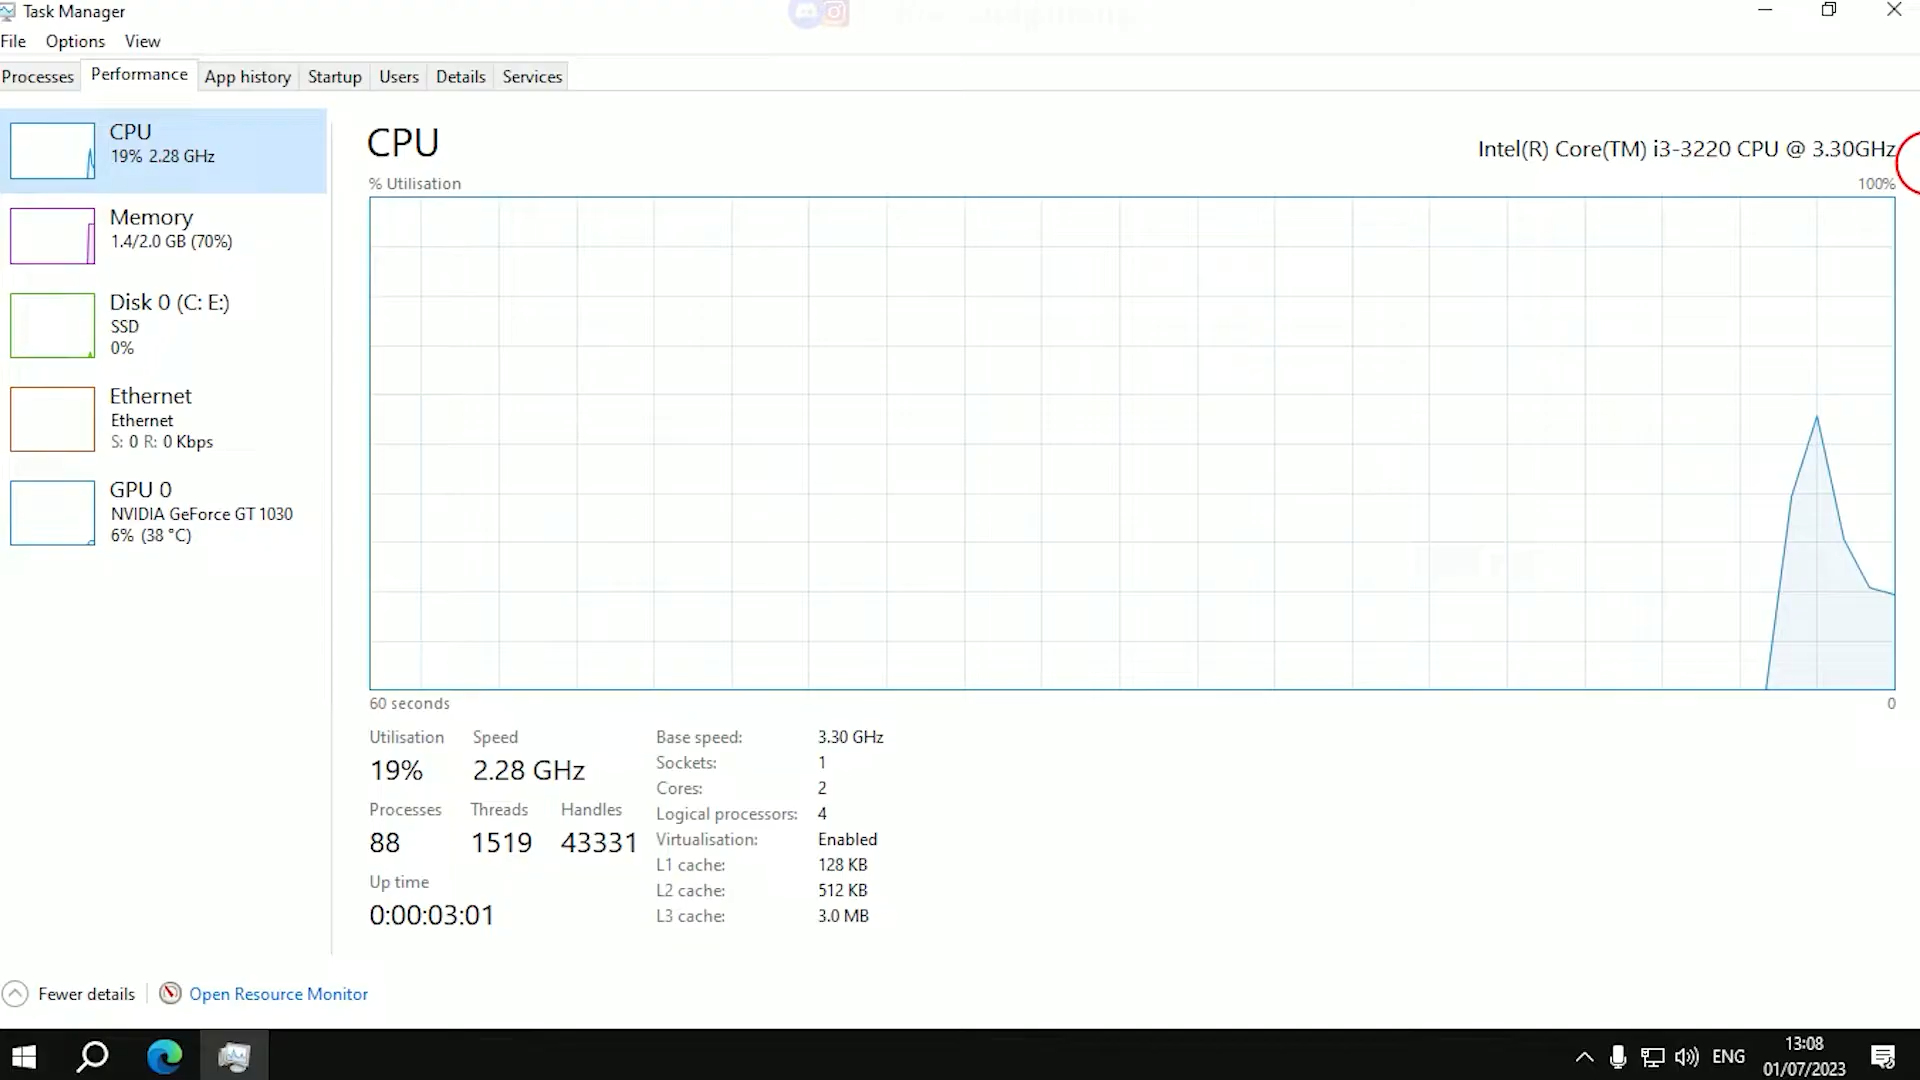 Task Manager
File Options View
Processes Performance App history Startup Users Details Services
CPU
19% 2.28 GHz
Memory
1.4/2.0 GB (70%)
Disk 0 (C: E:)
SSD
0%
Ethernet
Ethernet
S: 0 R: 0 Kbps
GPU 0
NVIDIA GeForce GT 1030
6% (38 °C)
CPU
Intel(R) Core(TM) i3-3220 CPU @ 3.30GHz
% Utilisation
100%
60 seconds
0
Utilisation
19%
Speed
2.28 GHz
Processes
88
Threads
1519
Handles
43331
Up time
0:00:03:01
Base speed: 3.30 GHz
Sockets: 1
Cores: 2
Logical processors: 4
Virtualisation: Enabled
L1 cache: 128 KB
L2 cache: 512 KB
L3 cache: 3.0 MB
Fewer details
Open Resource Monitor
ENG
13:08
01/07/2023